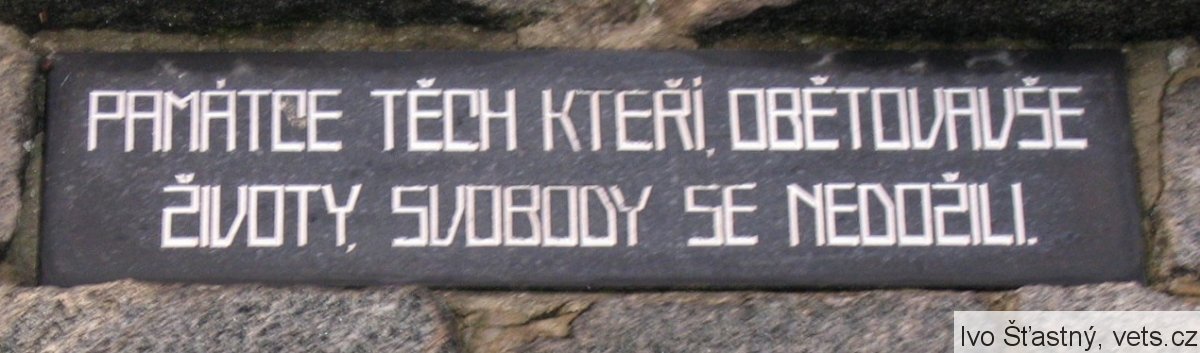 PAMÁTCE TĚCH KTEŘÍ, OBĚTOVAVŠE
ŽIVOTY, SVOBODY SE NEDOŽILI.
Ivo Šťastný, vets.cz